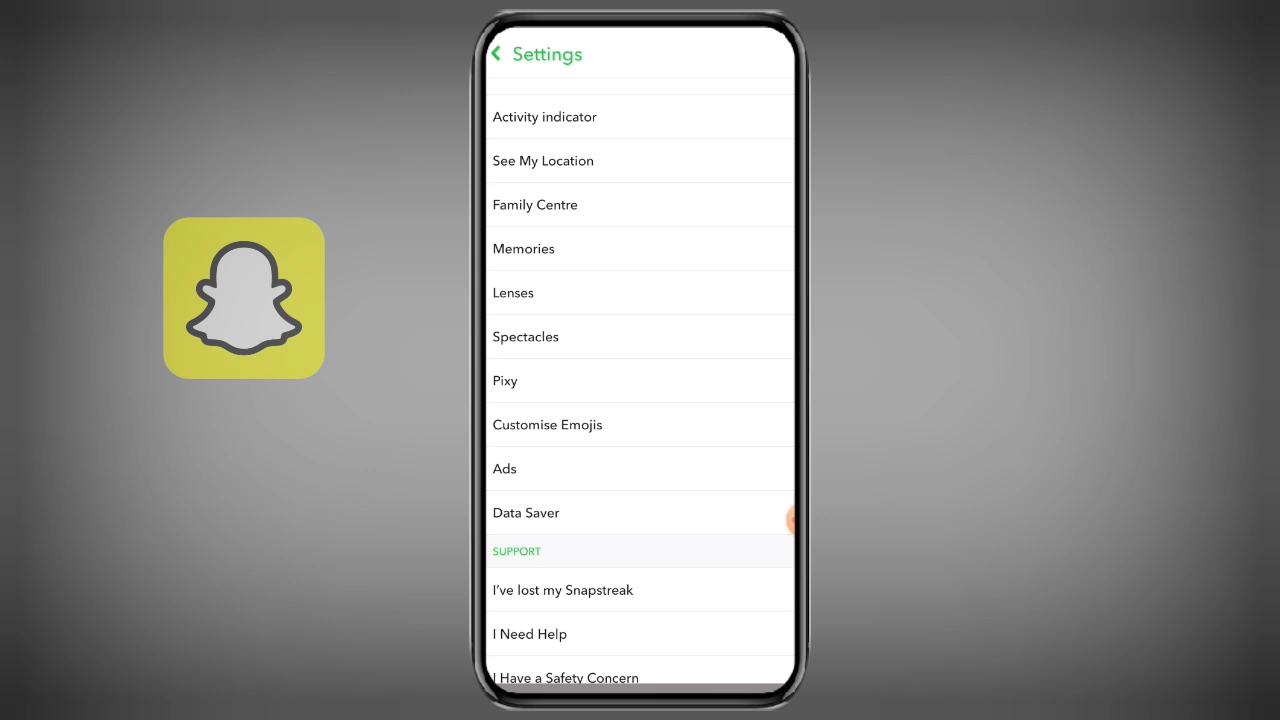 Settings
Activity indicator
See My Location
Family Centre
Memories
Lenses
Spectacles
Pixy
Customise Emojis
Ads
Data Saver
SUPPORT
I've lost my Snapstreak
I Need Help
I Have a Safety Concern